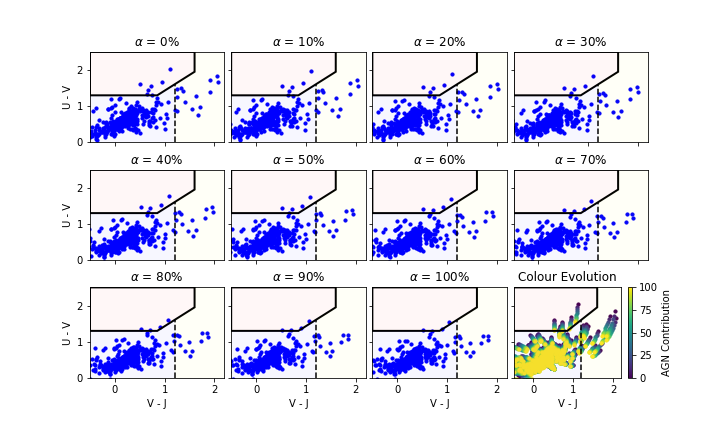 α = 0%
α = 10%
α = 20%
α = 30%
U - V
2
1
0
α = 40%
α = 50%
α = 60%
α = 70%
U - V
2
1
0
α = 80%
α = 90%
α = 100%
Colour Evolution
U - V
2
1
0
0 1 2
V - J
0 1 2
V - J
0 1 2
V - J
0 1 2
V - J
100
75
50
25
0
AGN Contribution